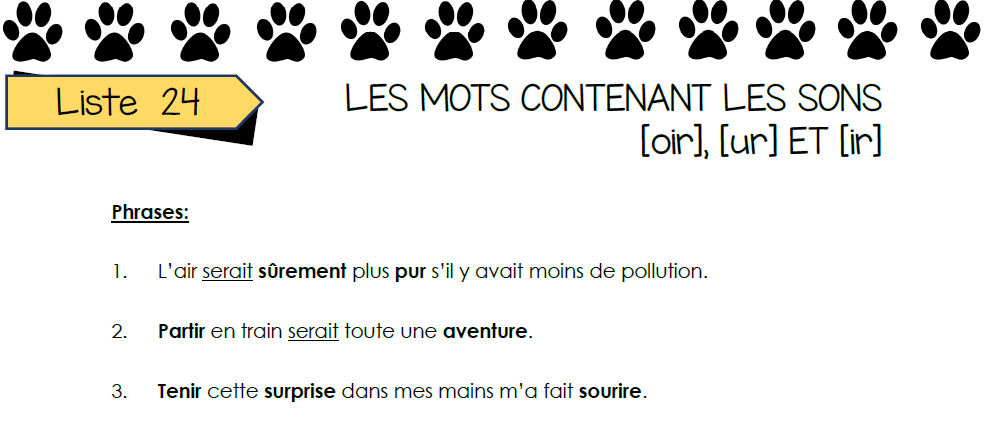 Liste 24
LES MOTS CONTENANT LES SONS
[oir], [ur] ET [ir]
Phrases:
1. L'air serait sûrement plus pur s'il y avait moins de pollution.
2. Partir en train serait toute une aventure.
3. Tenir cette surprise dans mes mains m'a fait sourire.